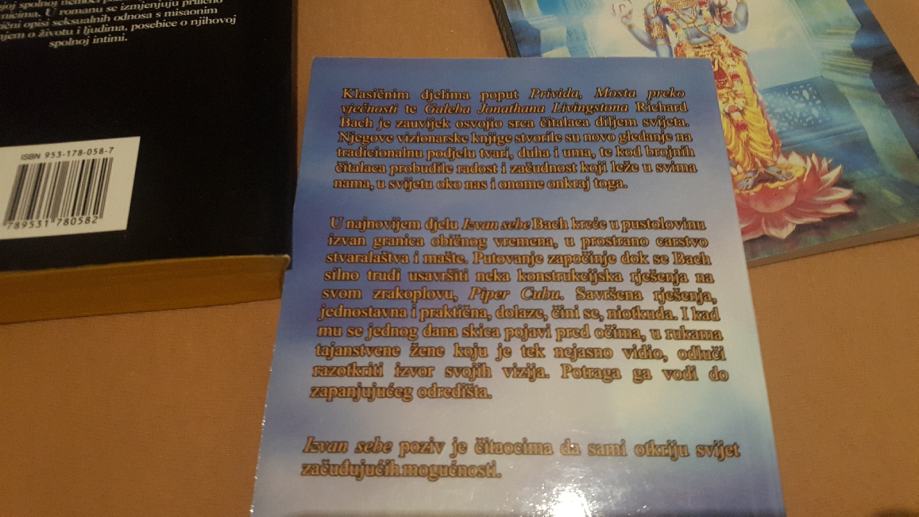 joj spolnoj nemoći
nicima. U romanu se izmjenjuju
opisi seksualnih odnosa s misaonim
njem o životu i ljudima, posebice o njihovoj
spolnoj intimi.
ISBN 953-178-058-7
789531 780582
Klasičnim djelima poput Privida, Mosta preko
vječnosti te Galeba Jonathana Livingstona Richard
Bach je zauvijek osvojio srca čitalaca diljem svijeta.
Njegove vizionarske knjige stvorile su novo gledanje na
tradicionalnu podjelu tvari, duha i uma, te kod brajnih
čitalaca probudile radost i začudnost koji leže u svima
nama, u svijetu oko nas i onome onkraj toga.
U najnovijem djelu Izvan sebe Bach kreće u pustolovinu
izvan granica običnog vremena, u prostrano carstvo
stvaralaštva i mašte. Putovanje započinje dok se Bach
silno trudi usavršiti neka konstrukcijska rješenja na
svom zrakoplovu, Piper Cubu. Savršena rješenja,
jednostavna i praktična, dolaze, čini se, niotkuda. I kad
mu se jednog dana skica pojavi pred očima, u rukama
tajanstvene žene koju je tek nejasno vidio, odluči
razotkriti izvor svojih vizija. Potraga ga vodi do
zapanjujućeg odredišta.
Izvan sebe poziv je čitaocima da sami otkriju svijet
začuđujućih mogućnosti.